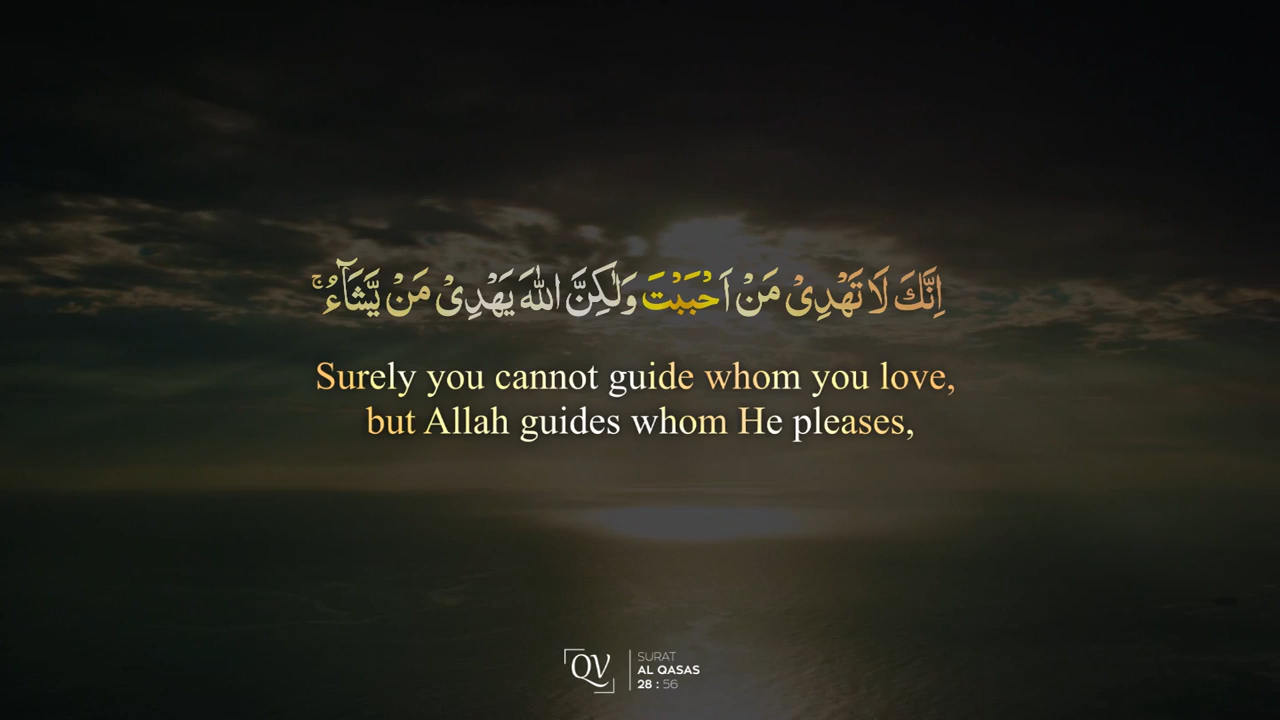 اِنَّكَ لَا تَهْدِىْ مَنْ اَحْبَبْتَ وَلٰكِنَّ اللّٰهَ يَهْدِىْ مَنْ يَّشَآءُ ۚ
Surely you cannot guide whom you love,
but Allah guides whom He pleases,
QV
SURAT
AL QASAS
28 : 56